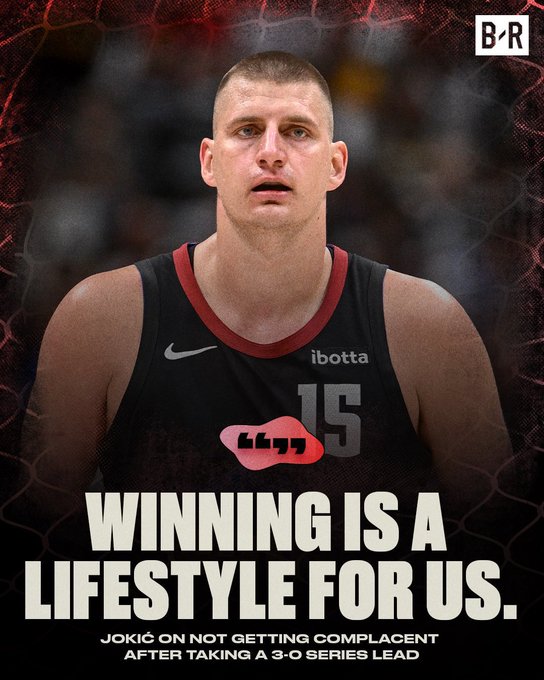 B/R
ibotta
15
❝❞
WINNING IS A
LIFESTYLE FOR US.
JOKIĆ ON NOT GETTING COMPLACENT
AFTER TAKING A 3-0 SERIES LEAD